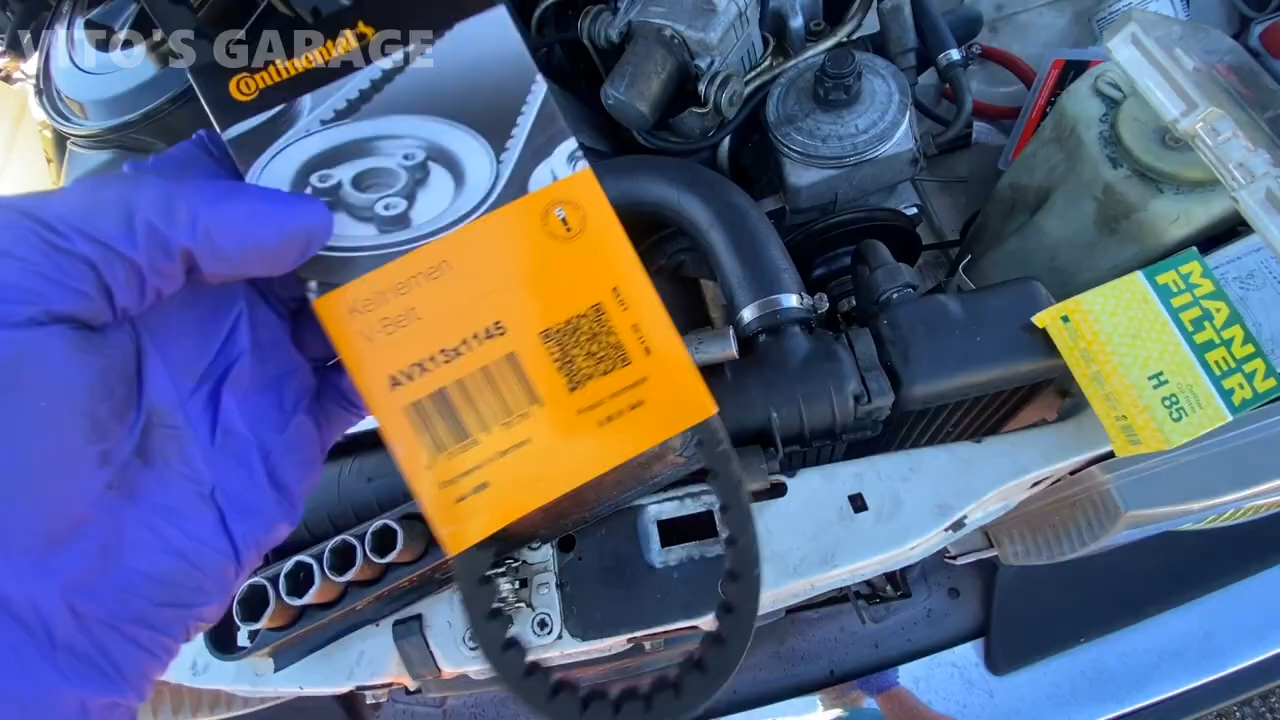 VITO'S GARAGE
Continental
Keilriemen
V-Belt
AVX13x1145
MANN
FILTER
H 85